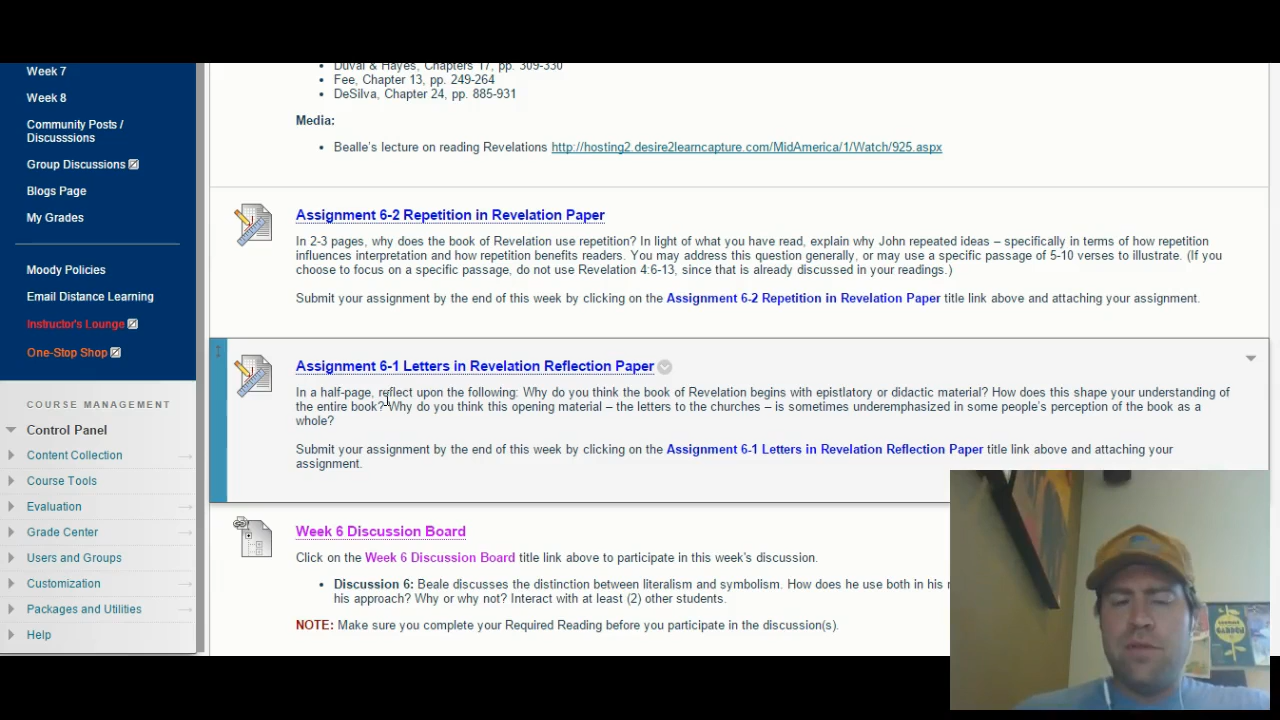 Week 7
Week 8
Community Posts /
Discusssions
Group Discussions
Blogs Page
My Grades
Moody Policies
Email Distance Learning
Instructor's Lounge
One-Stop Shop
COURSE MANAGEMENT
Control Panel
Content Collection
Course Tools
Evaluation
Grade Center
Users and Groups
Customization
Packages and Utilities
Help
Duval & Hayes, Chapters 17, pp. 309-330
Fee, Chapter 13, pp. 249-264
DeSilva, Chapter 24, pp. 885-931
Media:
Bealle's lecture on reading Revelations http://hosting2.desire2learncapture.com/MidAmerica/1/Watch/925.aspx
Assignment 6-2 Repetition in Revelation Paper
In 2-3 pages, why does the book of Revelation use repetition? In light of what you have read, explain why John repeated ideas – specifically in terms of how repetition
influences interpretation and how repetition benefits readers. You may address this question generally, or may use a specific passage of 5-10 verses to illustrate. (If you
choose to focus on a specific passage, do not use Revelation 4:6-13, since that is already discussed in your readings.)
Submit your assignment by the end of this week by clicking on the Assignment 6-2 Repetition in Revelation Paper title link above and attaching your assignment.
Assignment 6-1 Letters in Revelation Reflection Paper
In a half-page, reflect upon the following: Why do you think the book of Revelation begins with epistlatory or didactic material? How does this shape your understanding of
the entire book? Why do you think this opening material – the letters to the churches – is sometimes underemphasized in some people's perception of the book as a
whole?
Submit your assignment by the end of this week by clicking on the Assignment 6-1 Letters in Revelation Reflection Paper title link above and attaching your
assignment.
Week 6 Discussion Board
Click on the Week 6 Discussion Board title link above to participate in this week's discussion.
Discussion 6: Beale discusses the distinction between literalism and symbolism. How does he use both in his
his approach? Why or why not? Interact with at least (2) other students.
NOTE: Make sure you complete your Required Reading before you participate in the discussion(s).